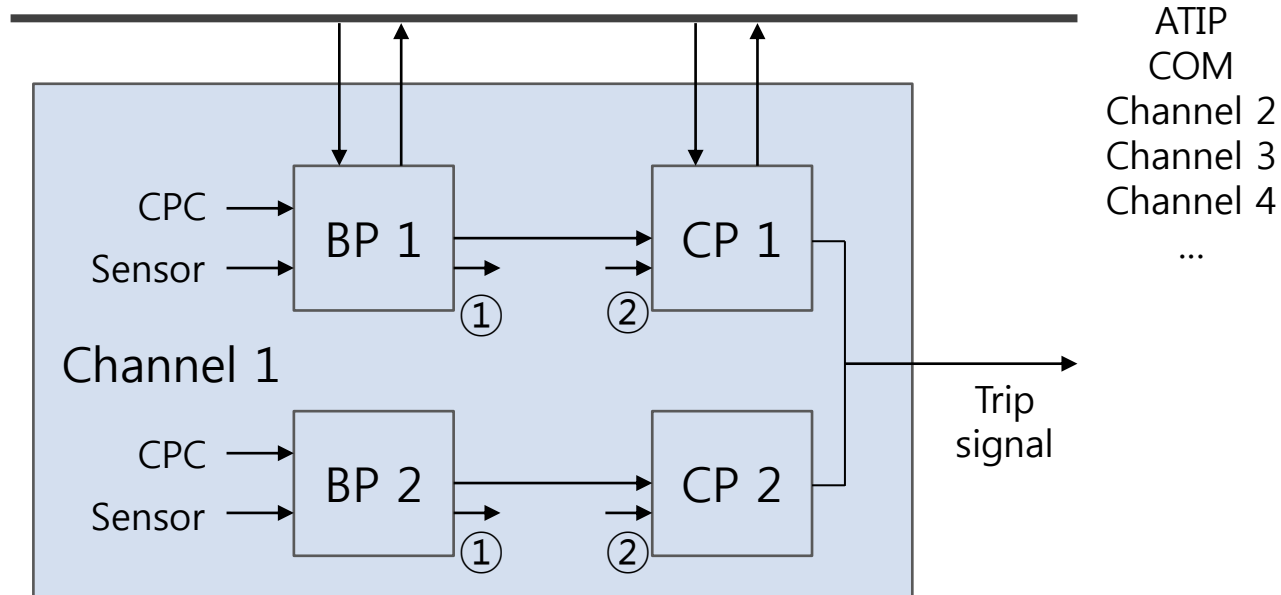 ATIP
COM
Channel 2
Channel 3
Channel 4
...
CPC
Sensor
BP 1
CP 1
①
②
Channel 1
Trip
signal
CPC
Sensor
BP 2
CP 2
①
②